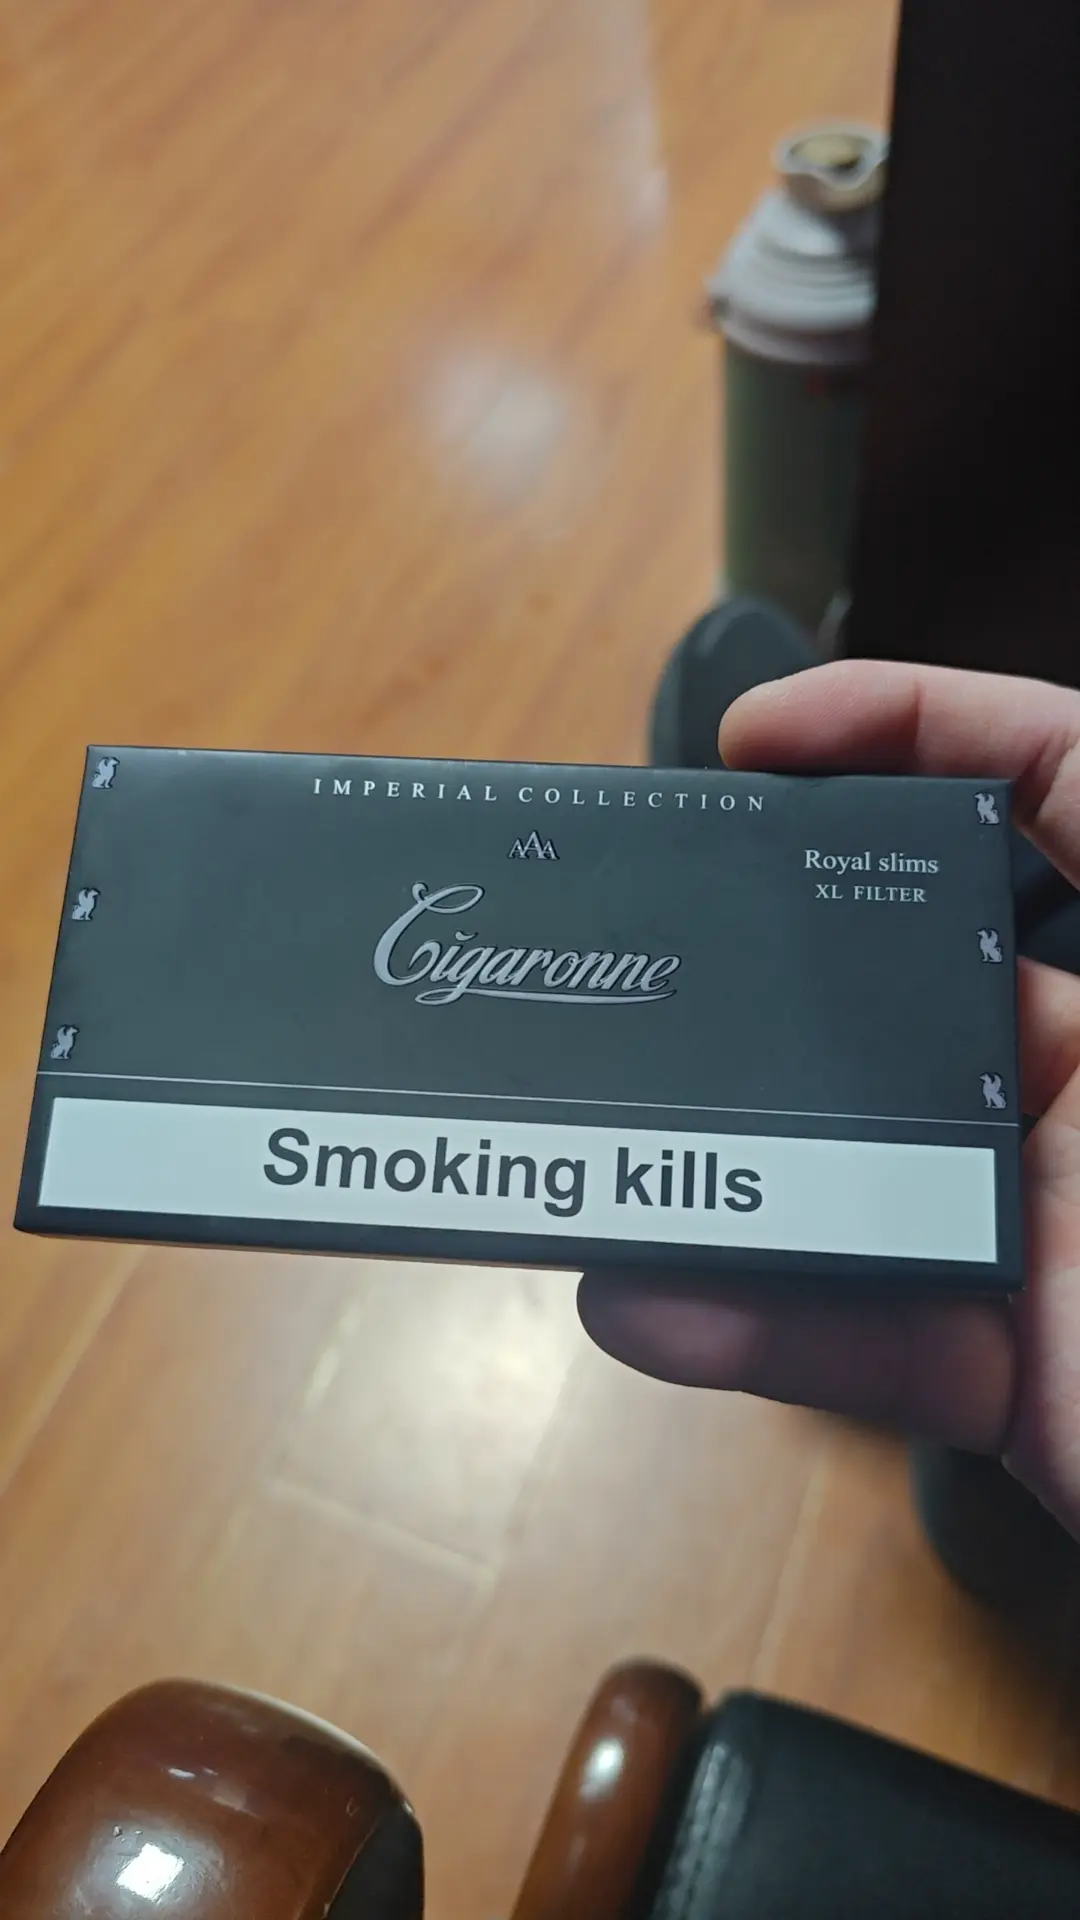 IMPERIAL COLLECTION
AAA
Royal slims
XL FILTER
Cigaronne
Smoking kills